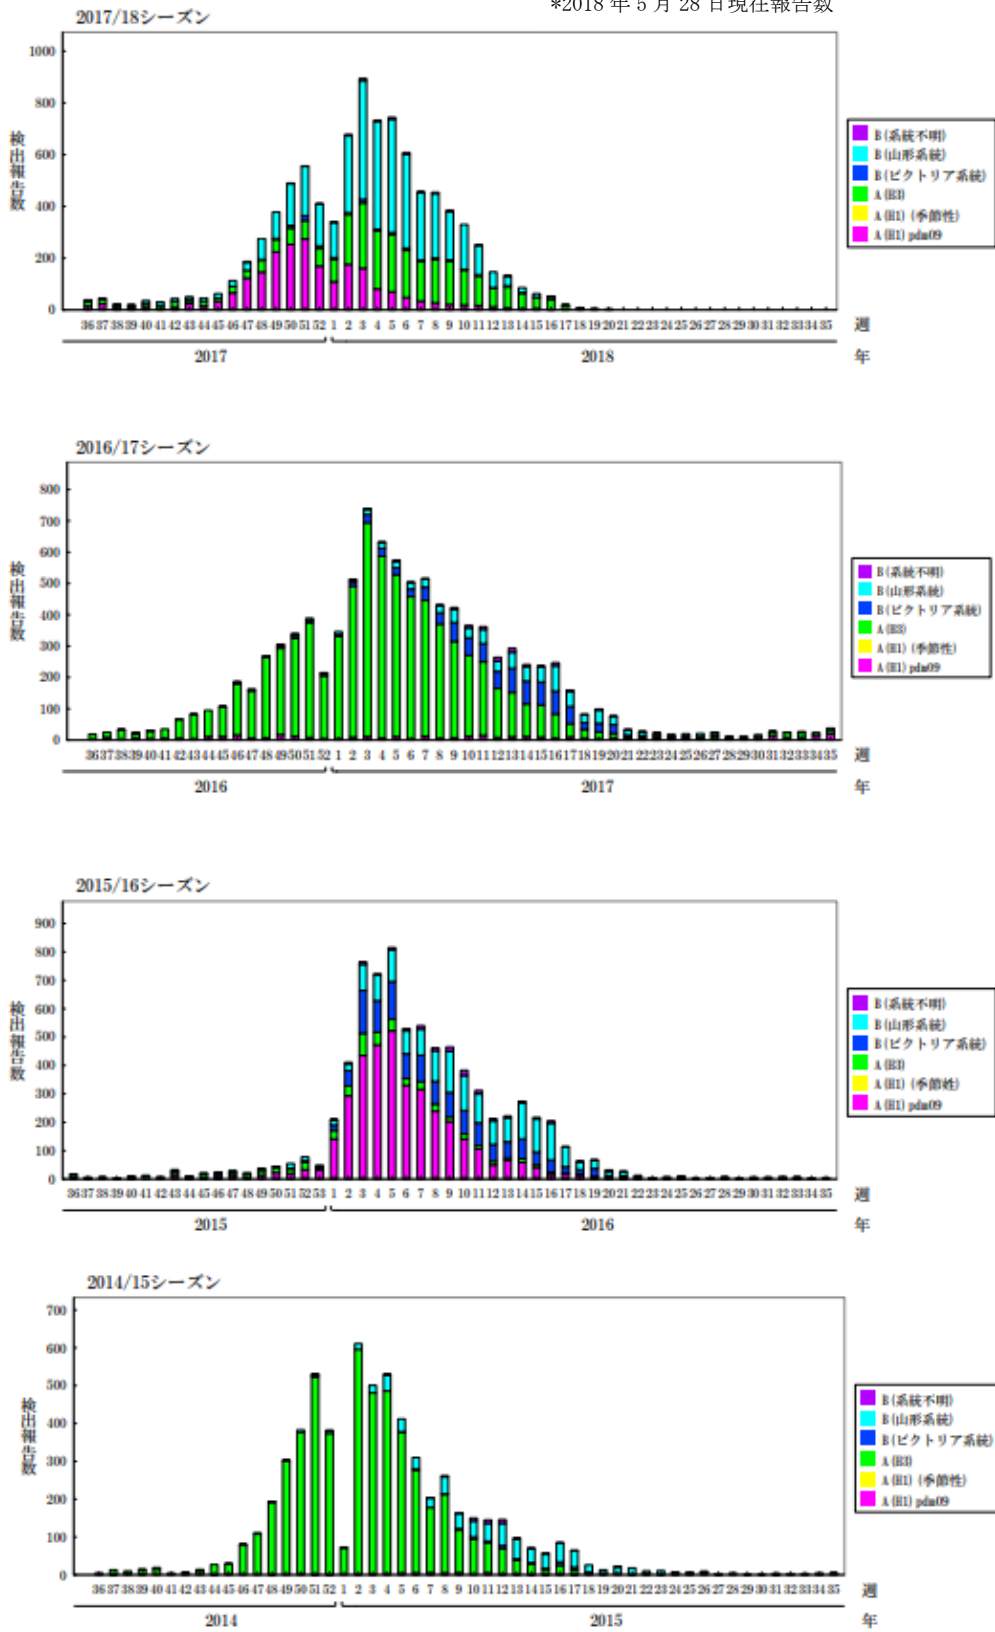 *2018 年 5 月 28 日現在報告数
2017/18シーズン
検出報告数
1000
800
600
400
200
0
36 37 38 39 40 41 42 43 44 45 46 47 48 49 50 51 52 1 2 3 4 5 6 7 8 9 10 11 12 13 14 15 16 17 18 19 20 21 22 23 24 25 26 27 28 29 30 31 32 33 34 35 週
2017 2018 年
B(系統不明)
B(山形系統)
B(ビクトリア系統)
A(H3)
A(H1)(季節性)
A(H1)pdm09
2016/17シーズン
検出報告数
800
700
600
500
400
300
200
100
0
36 37 38 39 40 41 42 43 44 45 46 47 48 49 50 51 52 1 2 3 4 5 6 7 8 9 10 11 12 13 14 15 16 17 18 19 20 21 22 23 24 25 26 27 28 29 30 31 32 33 34 35 週
2016 2017 年
B(系統不明)
B(山形系統)
B(ビクトリア系統)
A(H3)
A(H1)(季節性)
A(H1)pdm09
2015/16シーズン
検出報告数
900
800
700
600
500
400
300
200
100
0
36 37 38 39 40 41 42 43 44 45 46 47 48 49 50 51 52 53 1 2 3 4 5 6 7 8 9 10 11 12 13 14 15 16 17 18 19 20 21 22 23 24 25 26 27 28 29 30 31 32 33 34 35 週
2015 2016 年
B(系統不明)
B(山形系統)
B(ビクトリア系統)
A(H3)
A(H1)(季節姓)
A(H1)pdm09
2014/15シーズン
検出報告数
700
600
500
400
300
200
100
0
36 37 38 39 40 41 42 43 44 45 46 47 48 49 50 51 52 1 2 3 4 5 6 7 8 9 10 11 12 13 14 15 16 17 18 19 20 21 22 23 24 25 26 27 28 29 30 31 32 33 34 35 週
2014 2015 年
B(系統不明)
B(山形系統)
B(ビクトリア系統)
A(H3)
A(H1)(季節性)
A(H1)pdm09